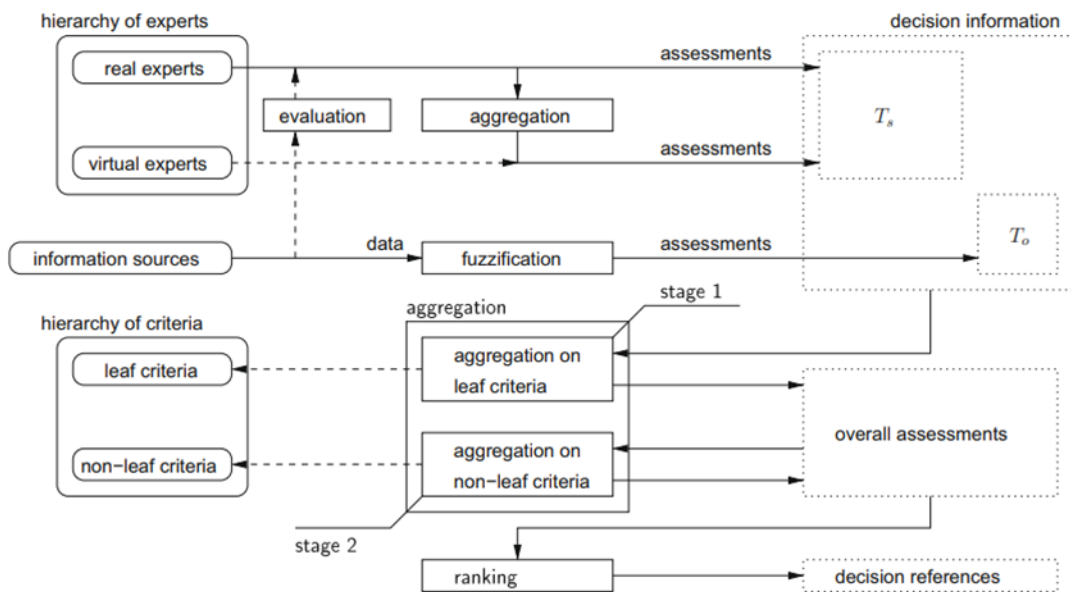 hierarchy of experts
decision information
real experts
assessments
evaluation
aggregation
T_s
virtual experts
assessments
information sources
data
fuzzification
assessments
T_o
stage 1
aggregation
hierarchy of criteria
aggregation on
leaf criteria
leaf criteria
overall assessments
aggregation on
non-leaf criteria
non-leaf criteria
stage 2
ranking
decision references